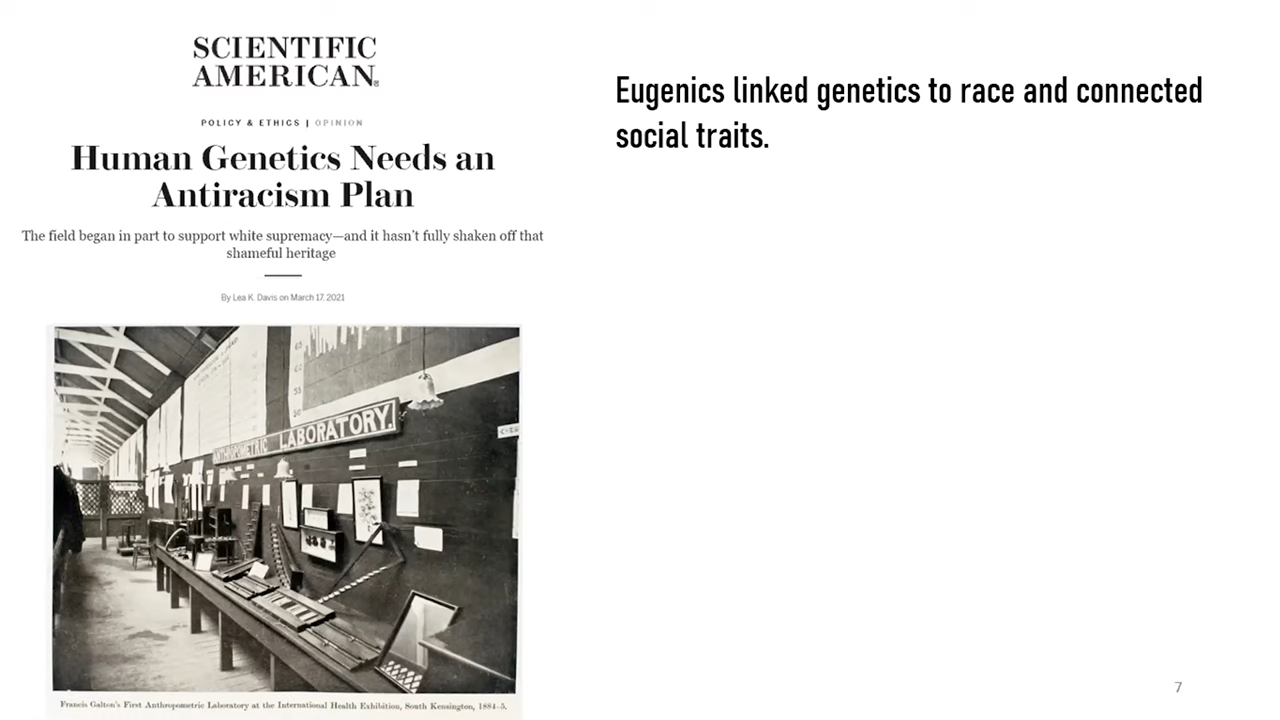 SCIENTIFIC
AMERICAN®
POLICY & ETHICS | OPINION
Human Genetics Needs an
Antiracism Plan
The field began in part to support white supremacy—and it hasn't fully shaken off that
shameful heritage
By Lea K. Davis on March 17, 2021
ANTHROPOMETRIC LABORATORY.
Francis Galton's First Anthropometric Laboratory at the International Health Exhibition, South Kensington, 1884-5.
Eugenics linked genetics to race and connected
social traits.
7